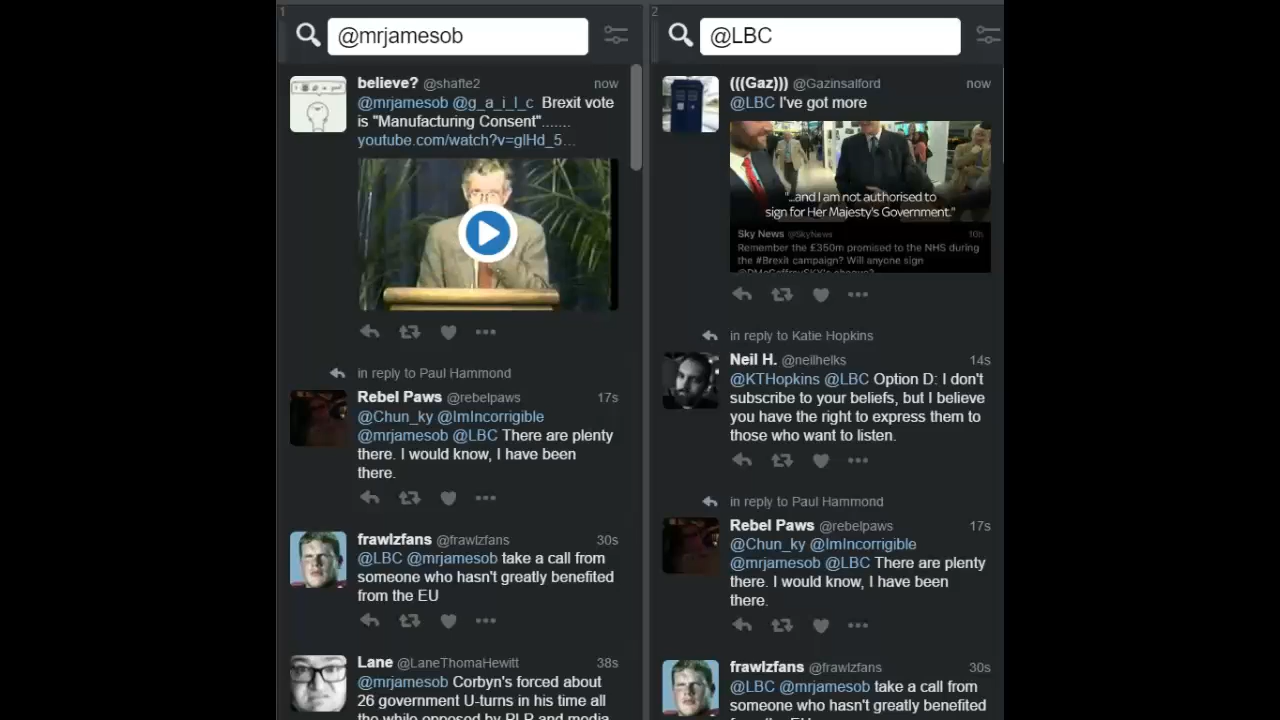 1
@mrjamesob
believe? @shafte2 now
@mrjamesob @g_a_i_l_c Brexit vote
is "Manufacturing Consent".......
youtube.com/watch?v=glHd_5...
in reply to Paul Hammond
Rebel Paws @rebelpaws 17s
@Chun_ky @ImIncorrigible
@mrjamesob @LBC There are plenty
there. I would know, I have been
there.
frawlzfans @frawlzfans 30s
@LBC @mrjamesob take a call from
someone who hasn't greatly benefited
from the EU
Lane @LaneThomaHewitt 38s
@mrjamesob Corbyn's forced about
26 government U-turns in his time all
the while opposed by PLP and media
2
@LBC
(((Gaz))) @Gazinsalford now
@LBC I've got more
"...and I am not authorised to
sign for Her Majesty's Government."
Sky News @SkyNews 10h
Remember the £350m promised to the NHS during
the #Brexit campaign? Will anyone sign
in reply to Katie Hopkins
Neil H. @neilhelks 14s
@KTHopkins @LBC Option D: I don't
subscribe to your beliefs, but I believe
you have the right to express them to
those who want to listen.
in reply to Paul Hammond
Rebel Paws @rebelpaws 17s
@Chun_ky @ImIncorrigible
@mrjamesob @LBC There are plenty
there. I would know, I have been
there.
frawlzfans @frawlzfans 30s
@LBC @mrjamesob take a call from
someone who hasn't greatly benefited